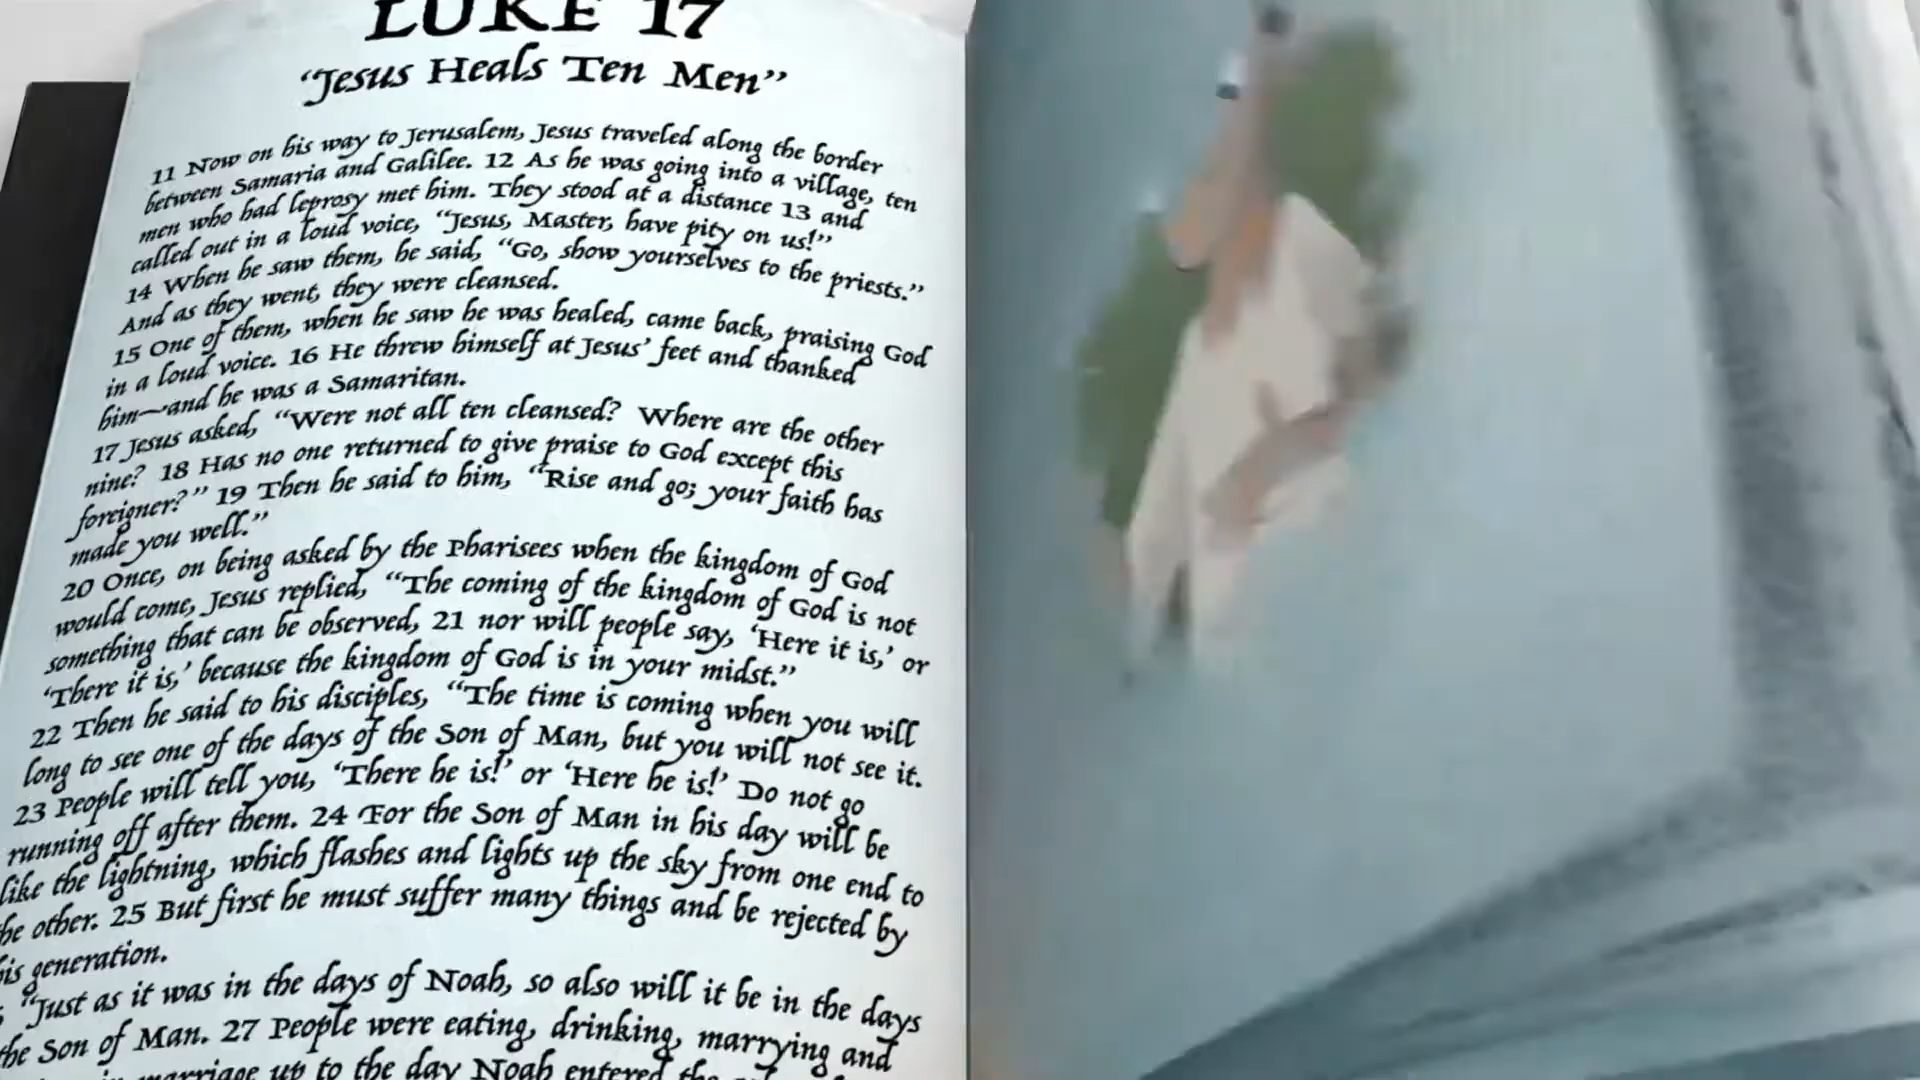 LUKE 17
“Jesus Heals Ten Men”
11 Now on his way to Jerusalem, Jesus traveled along the border
between Samaria and Galilee. 12 As he was going into a village, ten
men who had leprosy met him. They stood at a distance 13 and
called out in a loud voice, “Jesus, Master, have pity on us!”
14 When he saw them, he said, “Go, show yourselves to the priests.”
And as they went, they were cleansed.
15 One of them, when he saw he was healed, came back, praising God
in a loud voice. 16 He threw himself at Jesus’ feet and thanked
him—and he was a Samaritan.
17 Jesus asked, “Were not all ten cleansed? Where are the other
nine? 18 Has no one returned to give praise to God except this
foreigner?” 19 Then he said to him, “Rise and go; your faith has
made you well.”
20 Once, on being asked by the Pharisees when the kingdom of God
would come, Jesus replied, “The coming of the kingdom of God is not
something that can be observed, 21 nor will people say, ‘Here it is,’ or
‘There it is,’ because the kingdom of God is in your midst.”
22 Then he said to his disciples, “The time is coming when you will
long to see one of the days of the Son of Man, but you will not see it.
23 People will tell you, ‘There he is!’ or ‘Here he is!’ Do not go
running off after them. 24 For the Son of Man in his day will be
like the lightning, which flashes and lights up the sky from one end to
he other. 25 But first he must suffer many things and be rejected by
his generation.
“Just as it was in the days of Noah, so also will it be in the days
the Son of Man. 27 People were eating, drinking, marrying and
in marriage up to the day Noah entered the